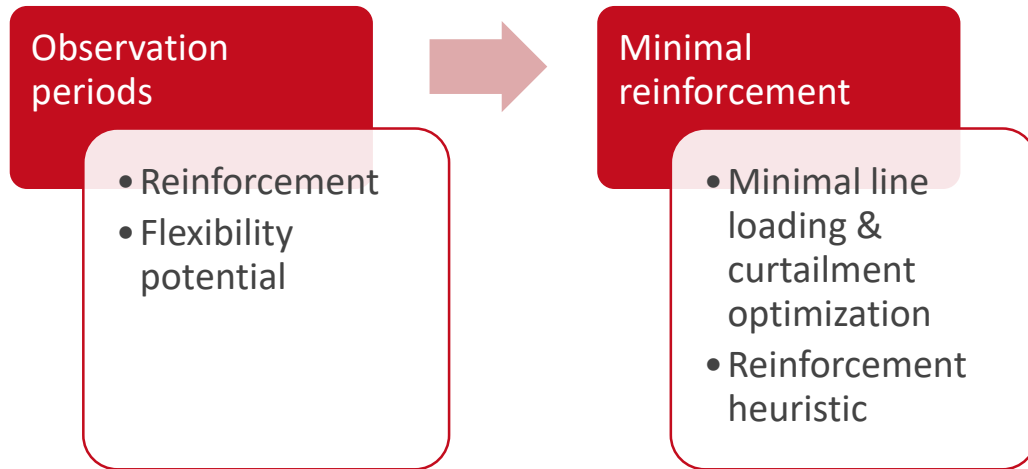 Observation
periods
• Reinforcement
• Flexibility
potential
Minimal
reinforcement
• Minimal line
loading &
curtailment
optimization
• Reinforcement
heuristic